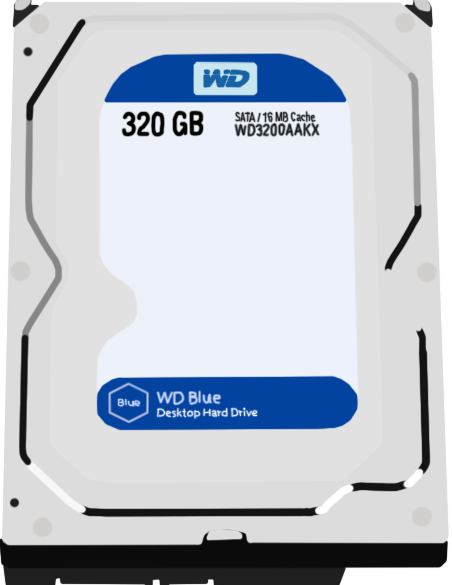 WD
320 GB
SATA / 16 MB Cache
WD3200AAKX
Blue
WD Blue
Desktop Hard Drive